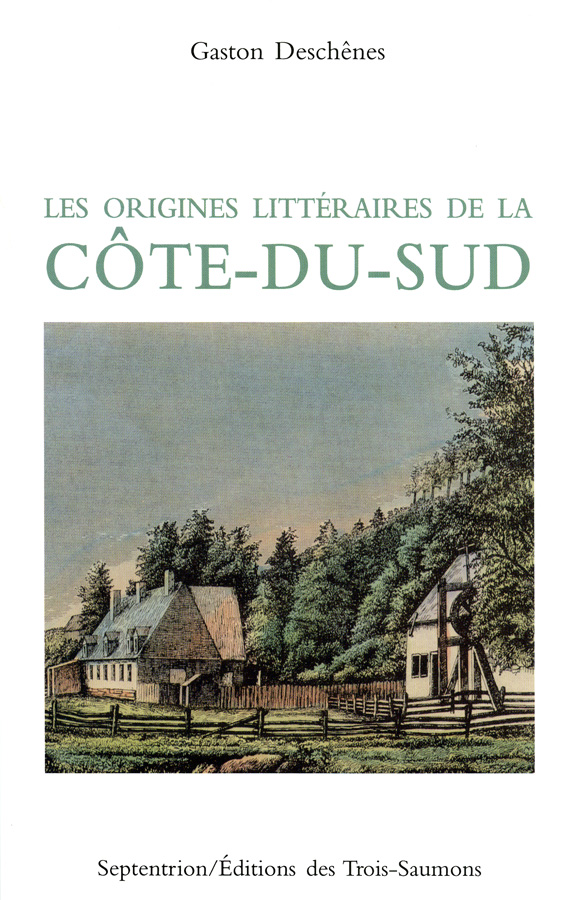 Gaston Deschênes
LES ORIGINES LITTÉRAIRES DE LA
CÔTE-DU-SUD
Septentrion/Éditions des Trois-Saumons